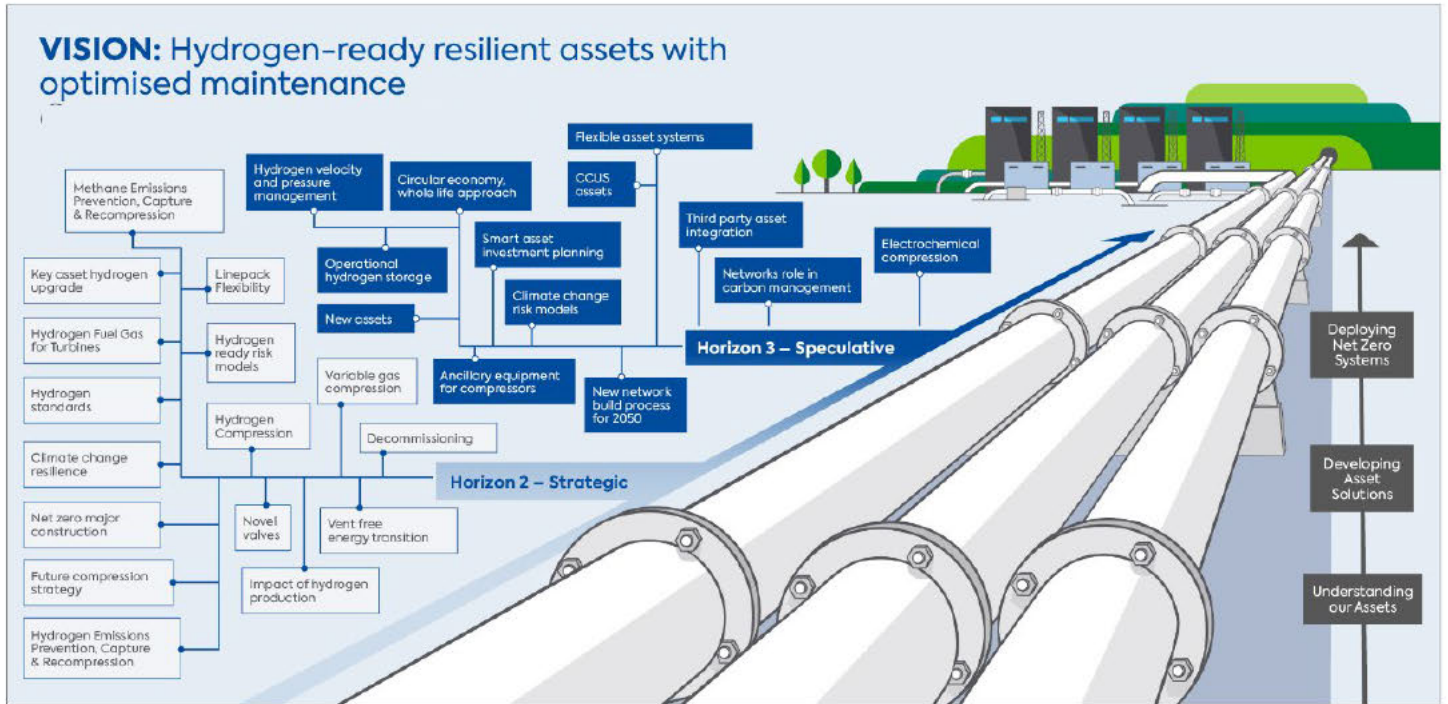 VISION: Hydrogen-ready resilient assets with
optimised maintenance
Flexible asset systems
Hydrogen velocity
and pressure
management
Circular economy,
whole life approach
CCUS
assets
Methane Emissions
Prevention, Capture
& Recompression
Third party asset
integration
Smart asset
investment planning
Electrochemical
compression
Operational
hydrogen storage
Key asset hydrogen
upgrade
Linepack
Flexibility
Networks role in
carbon management
Climate change
risk models
New assets
Hydrogen Fuel Gas
for Turbines
Hydrogen
ready risk
models
Horizon 3 – Speculative
Deploying
Net Zero
Systems
Variable gas
compression
Ancillary equipment
for compressors
New network
build process
for 2050
Hydrogen
standards
Hydrogen
Compression
Decommissioning
Climate change
resilience
Horizon 2 – Strategic
Developing
Asset
Solutions
Net zero major
construction
Novel
valves
Vent free
energy transition
Future compression
strategy
Impact of hydrogen
production
Understanding
our Assets
Hydrogen Emissions
Prevention, Capture
& Recompression